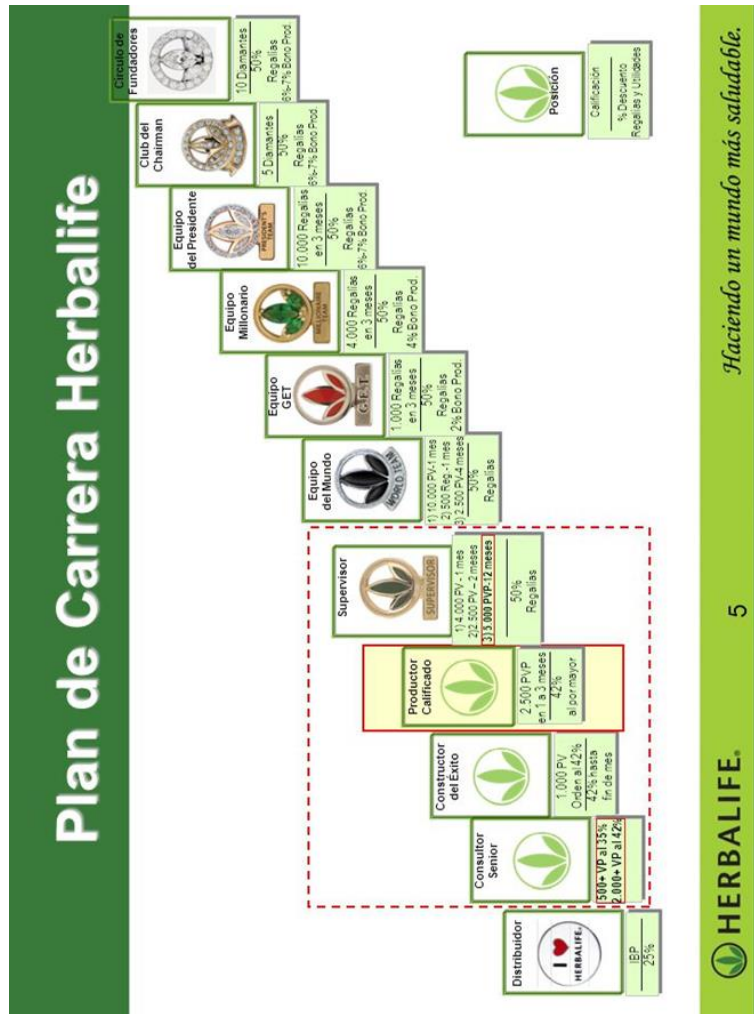 Plan de Carrera Herbalife
Distribuidor
I
HERBALIFE.
IBP
25%
Consultor
Senior
500+ VP al 35%
2.000+ VP al 42%
Constructor
del Éxito
1.000 PV
Orden al 42%
42% hasta
fin de mes
Productor
Calificado
2.500 PVP
en 1 a 3 meses
42%
al por mayor
Supervisor
SUPERVISOR
1) 4.000 PV - 1 mes
2)2.500 PV – 2 meses
3) 5.000 PVP-12 meses
50%
Regalías
Equipo
del Mundo
WORLD TEAM
1) 10.000 PV-1 mes
2) 500 Reg.-1 mes
3) 2.500 PV-4 meses
50%
Regalías
Equipo
GET
G.E.T.
1.000 Regalías
en 3 meses
50%
Regalías
2% Bono Prod.
Equipo
Millonario
MILLIONAIRE
TEAM
4.000 Regalías
en 3 meses
50%
Regalías
4% Bono Prod.
Equipo
del Presidente
PRESIDENT'S
TEAM
10.000 Regalías
en 3 meses
50%
Regalías
6%-7% Bono Prod.
Club del
Chairman
5 Diamantes
50%
Regalías
6%-7% Bono Prod.
Circulo de
Fundadores
10 Diamantes
50%
Regalías
6%-7% Bono Prod.
Posición
Calificación
% Descuento
Regalías y Utilidades
HERBALIFE®
5
Haciendo un mundo más saludable.